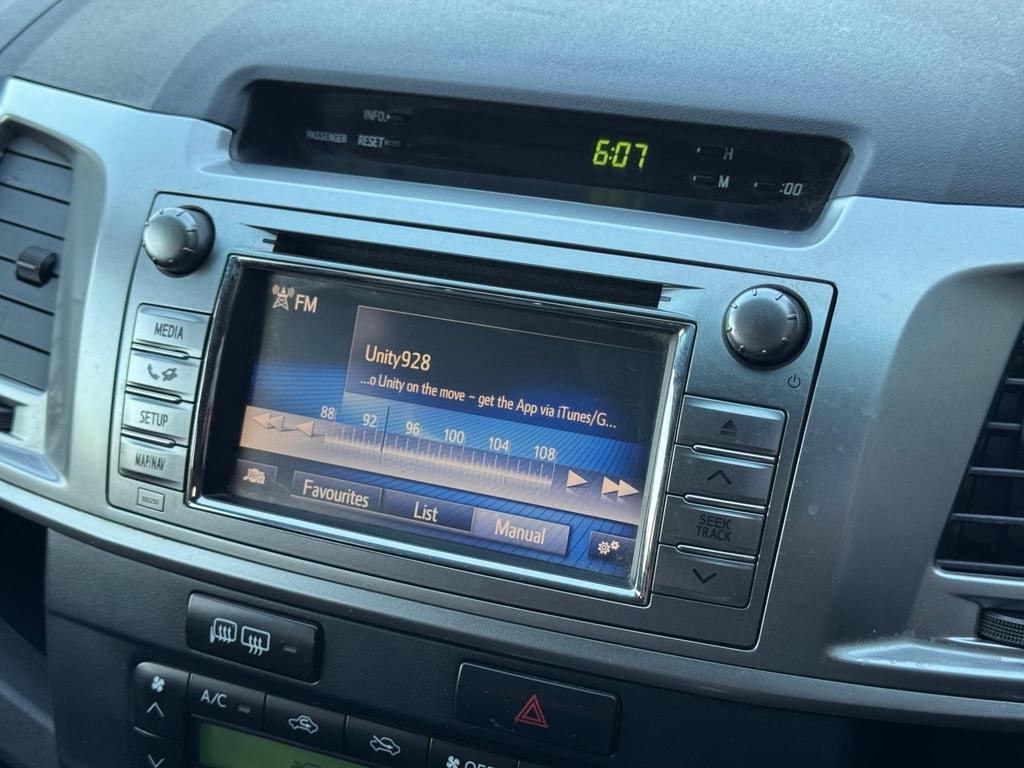 INFO.
PASSENGER RESET
6:07
H
M
:00
FM
MEDIA
Unity928
...o Unity on the move – get the App via iTunes/G...
SETUP
88 92 96 100 104 108
MAP/NAV
Favourites List Manual
SEEK
TRACK
A/C
OFF